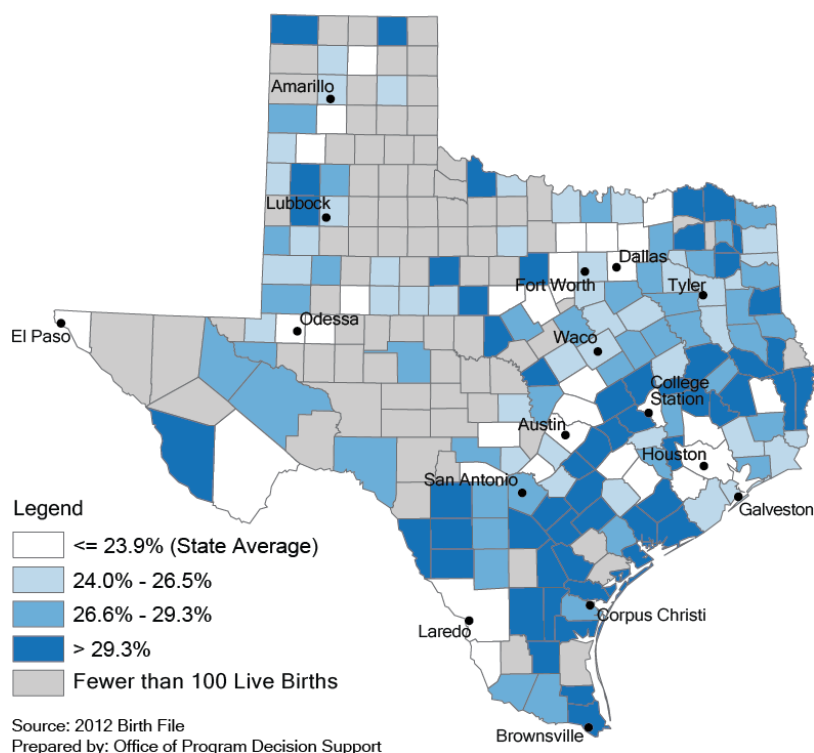 Amarillo
Lubbock
Dallas
Fort Worth
Tyler
El Paso
Odessa
Waco
College
Station
Austin
Houston
San Antonio
Galveston
Legend
<= 23.9% (State Average)
24.0% - 26.5%
26.6% - 29.3%
> 29.3%
Fewer than 100 Live Births
Corpus Christi
Laredo
Brownsville
Source: 2012 Birth File
Prepared by: Office of Program Decision Support